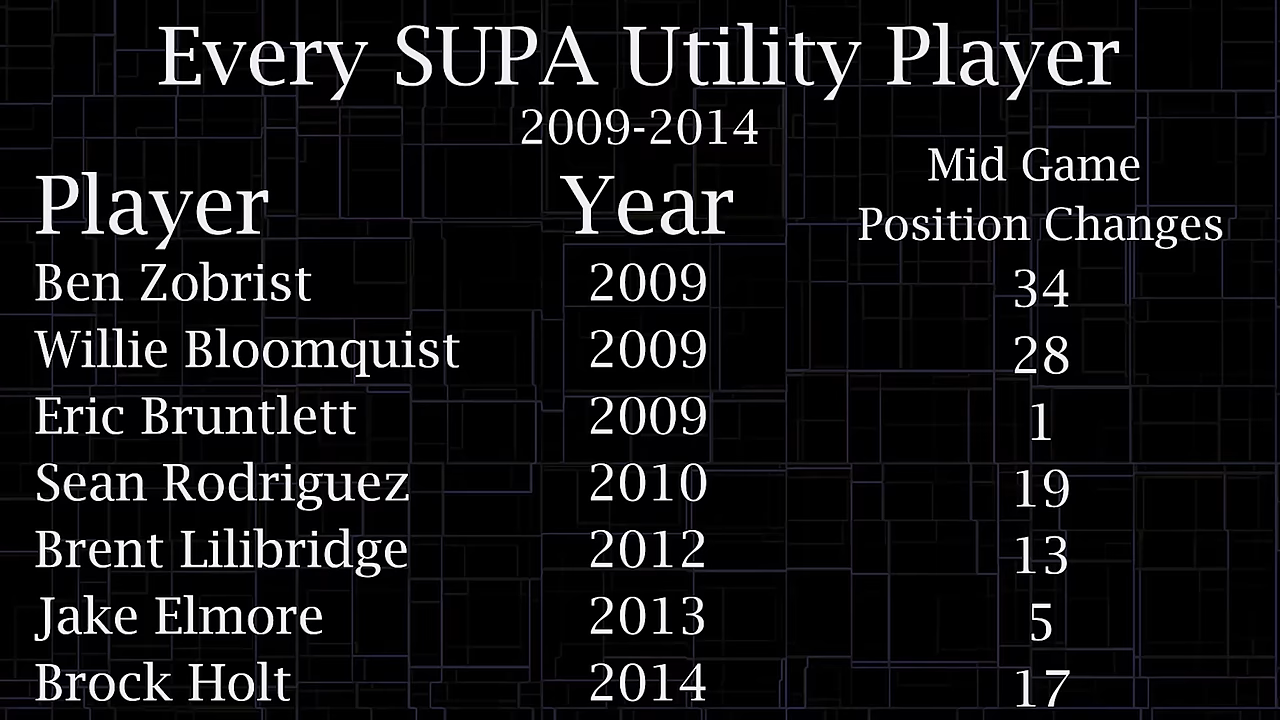 Every SUPA Utility Player
2009-2014
Player Year Mid Game Position Changes
Ben Zobrist 2009 34
Willie Bloomquist 2009 28
Eric Bruntlett 2009 1
Sean Rodriguez 2010 19
Brent Lilibridge 2012 13
Jake Elmore 2013 5
Brock Holt 2014 17